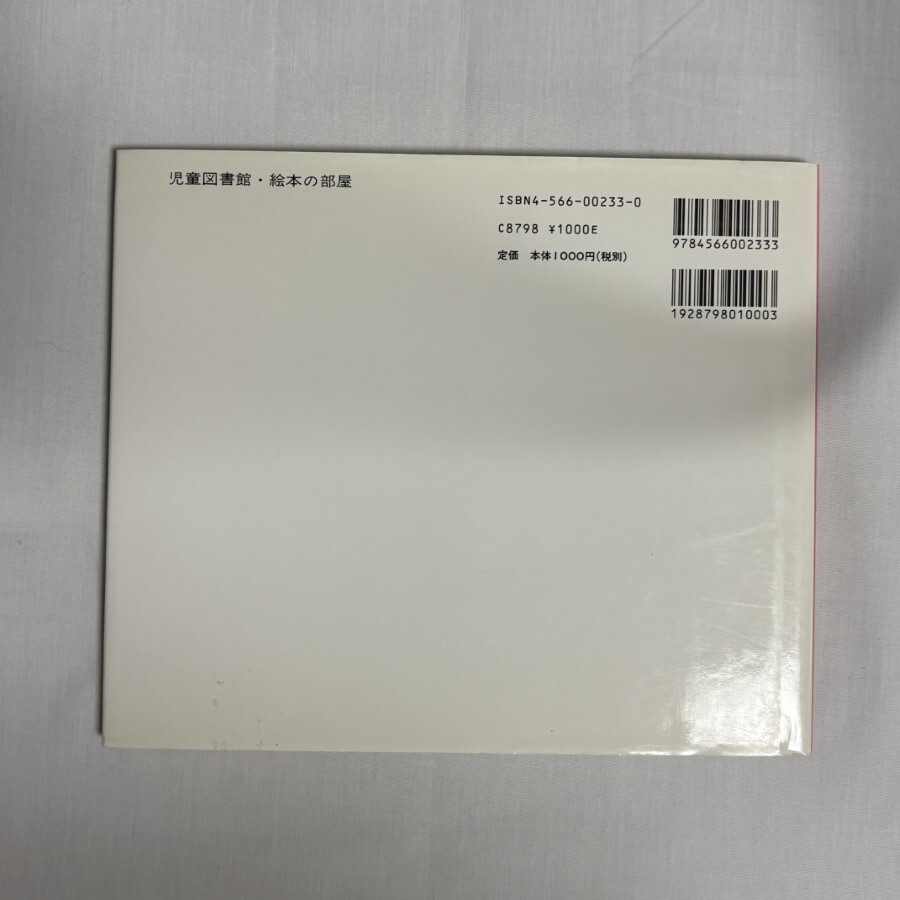 児童図書館・絵本の部屋
ISBN4-566-00233-0
C8798 ¥1000E
定価 本体1000円(税別)
9784566002333
1928798010003